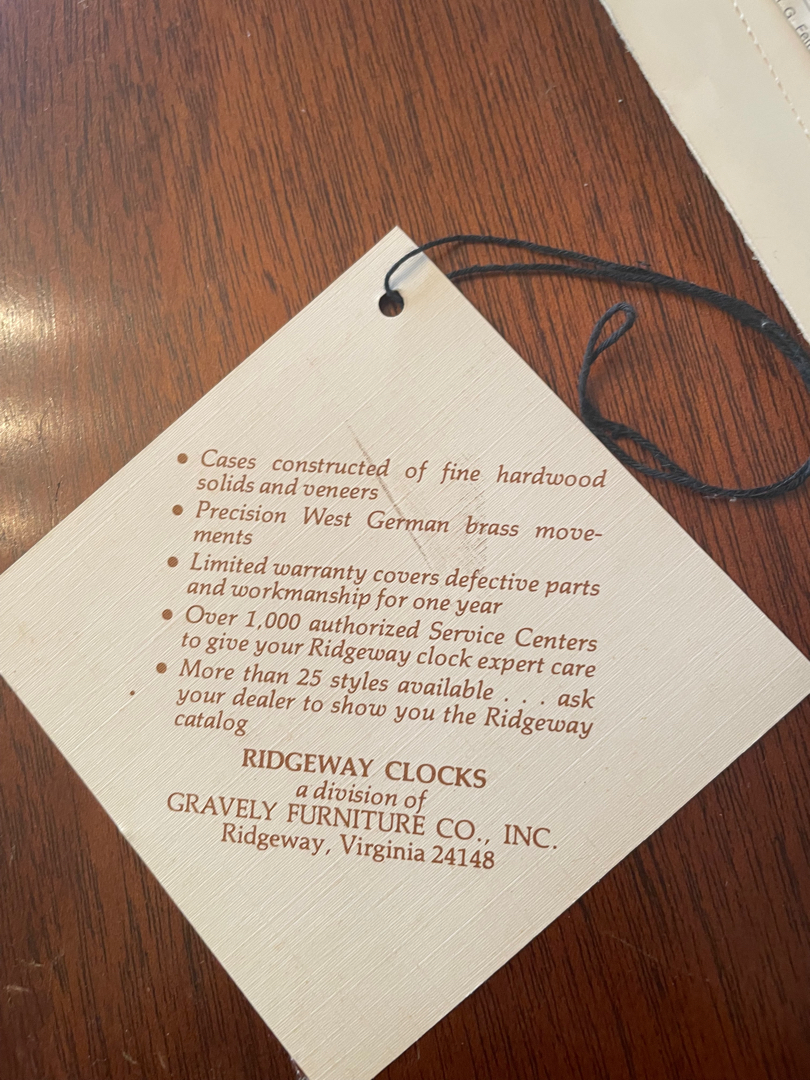 • Cases constructed of fine hardwood
solids and veneers
• Precision West German brass move-
ments
• Limited warranty covers defective parts
and workmanship for one year
• Over 1,000 authorized Service Centers
to give your Ridgeway clock expert care
• More than 25 styles available . . . ask
your dealer to show you the Ridgeway
catalog
RIDGEWAY CLOCKS
a division of
GRAVELY FURNITURE CO., INC.
Ridgeway, Virginia 24148